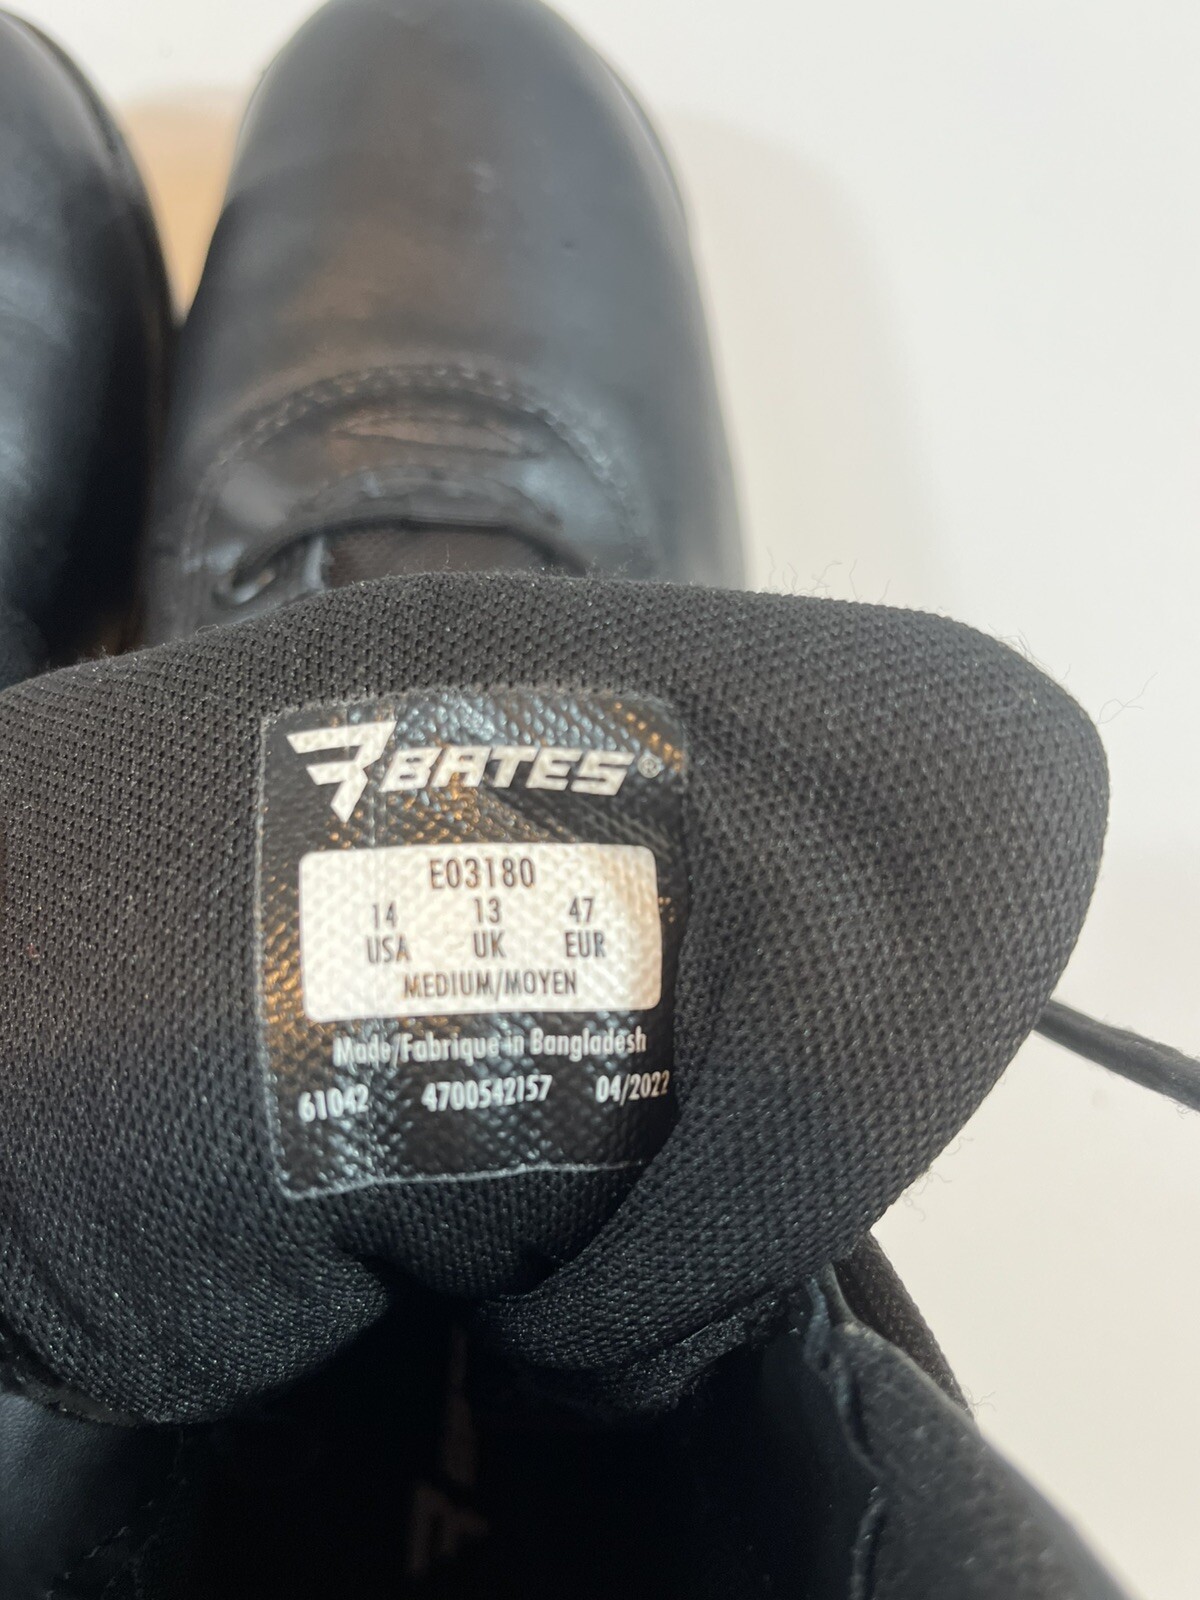 BATES®
E03180
14 13 47
USA UK EUR
MEDIUM/MOYEN
Made/Fabrique in Bangladesh
61042 4700542157 04/2022